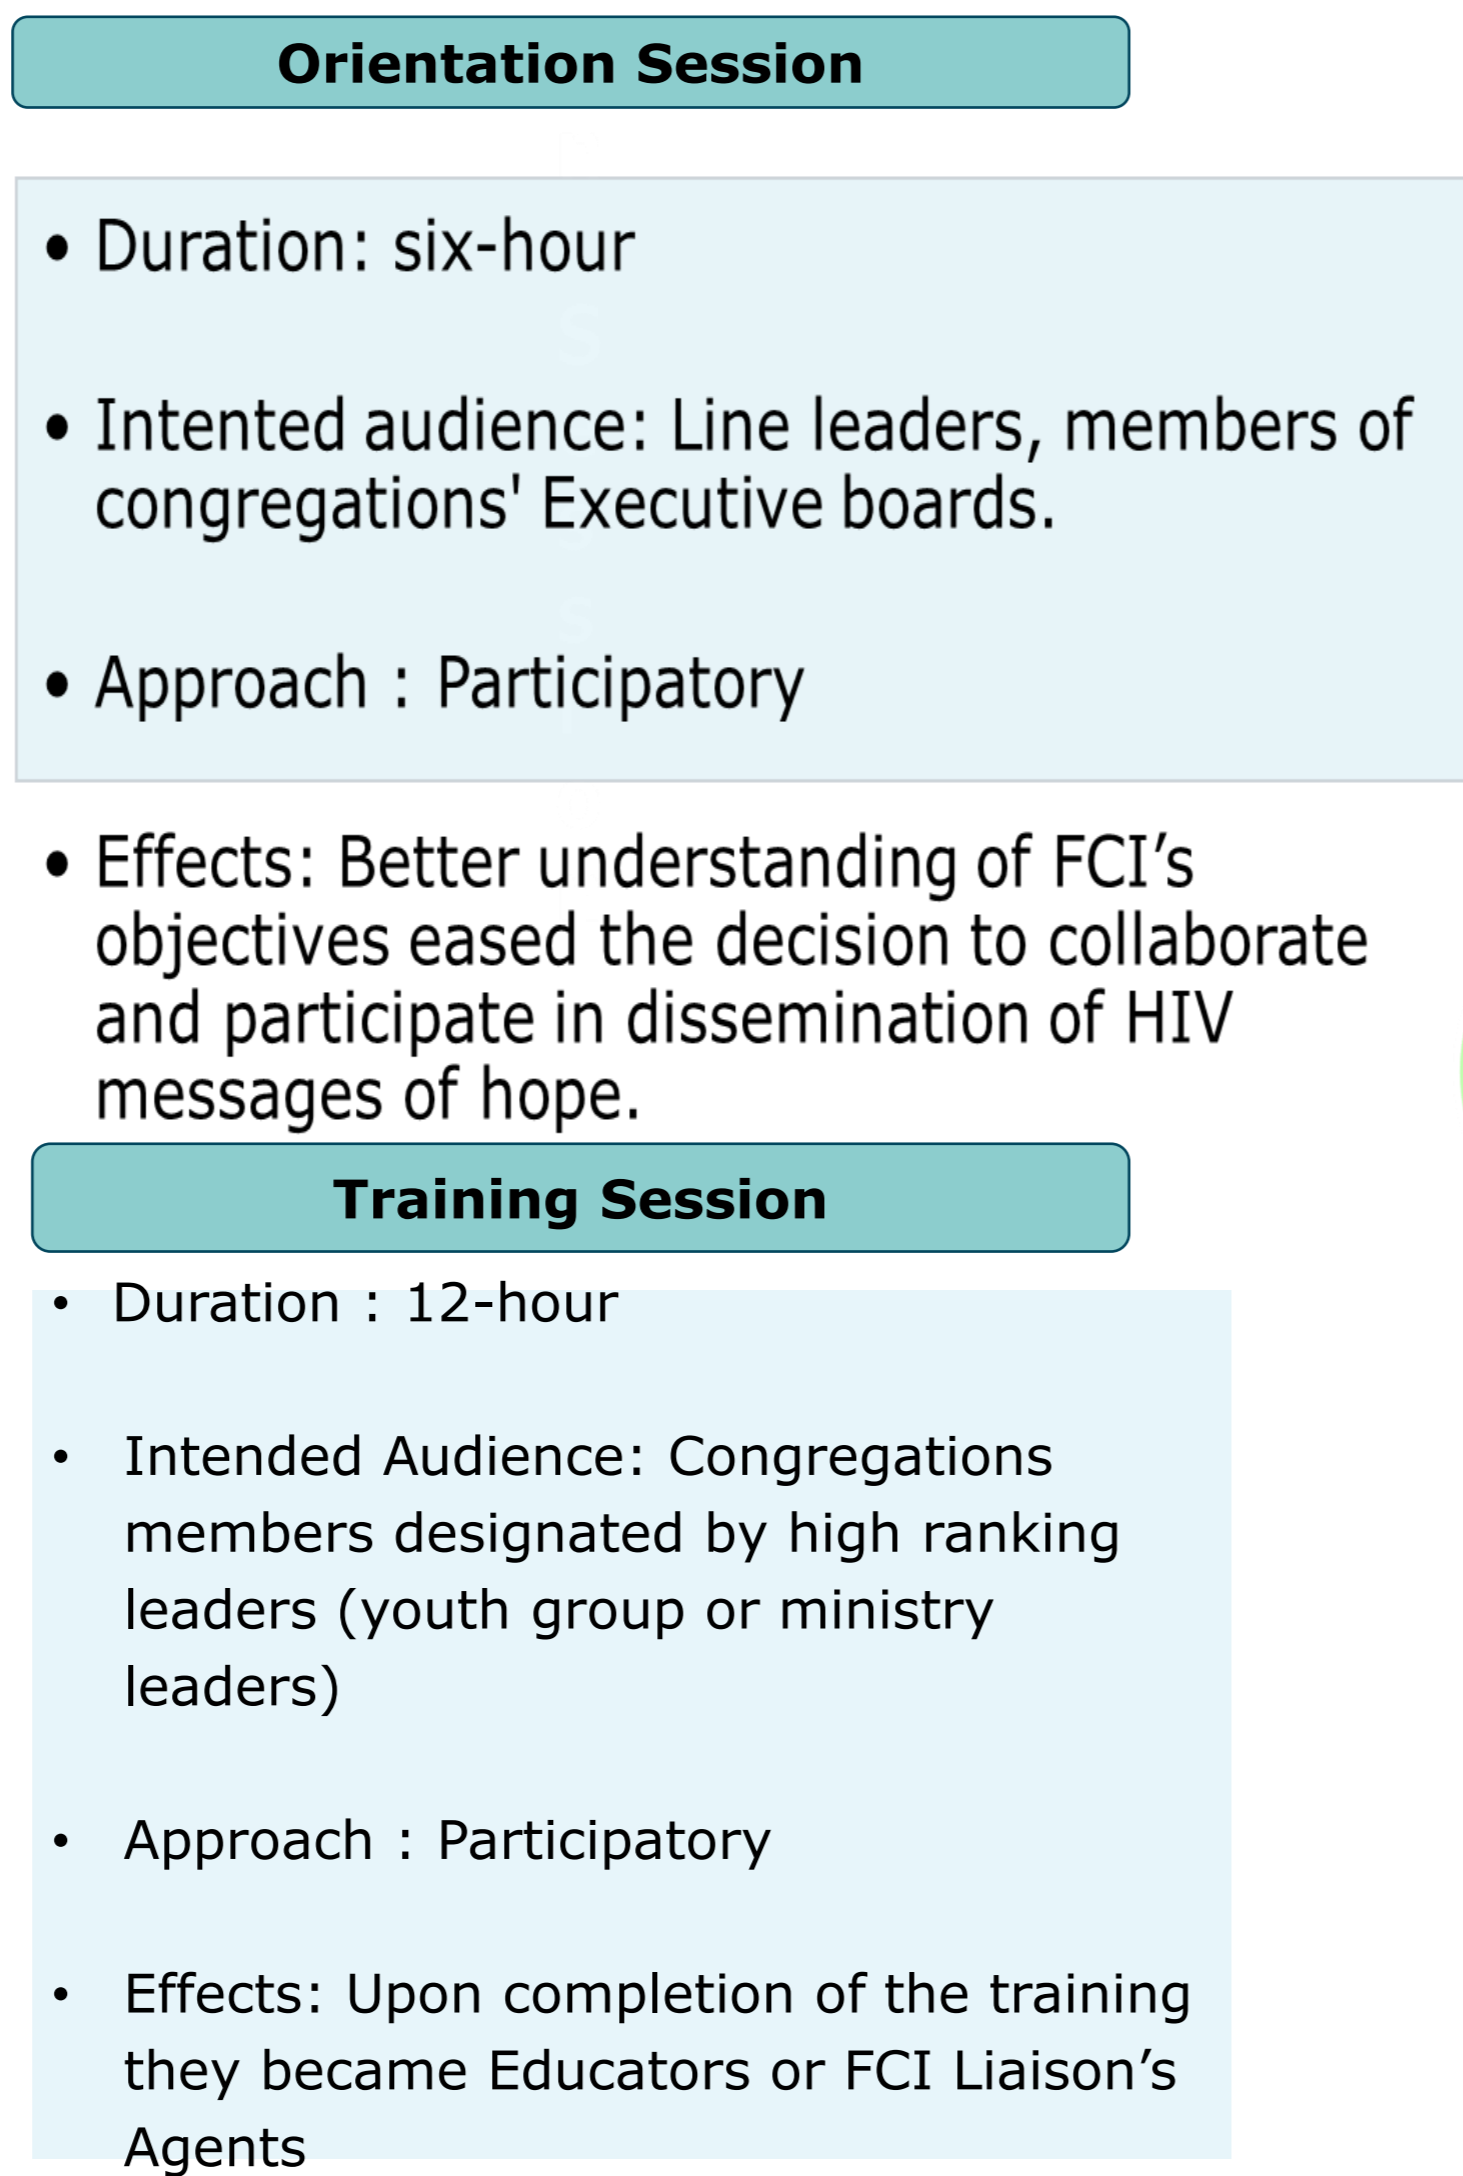 Orientation Session
• Duration: six-hour
• Intented audience: Line leaders, members of
congregations' Executive boards.
• Approach : Participatory
• Effects: Better understanding of FCI’s
objectives eased the decision to collaborate
and participate in dissemination of HIV
messages of hope.
Training Session
• Duration : 12-hour
• Intended Audience: Congregations
members designated by high ranking
leaders (youth group or ministry
leaders)
• Approach : Participatory
• Effects: Upon completion of the training
they became Educators or FCI Liaison’s
Agents